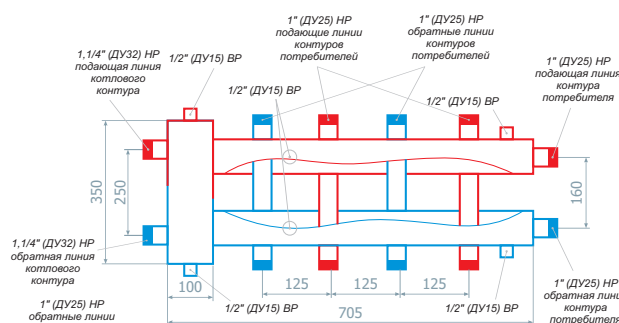 1" (ДУ25) НР
подающие линии
контуров
потребителей
1" (ДУ25) НР
обратные линии
контуров
потребителей
1,1/4" (ДУ32) НР
подающая линия
котлового
контура
1/2" (ДУ15) ВР
1/2" (ДУ15) ВР
1/2" (ДУ15) ВР
1" (ДУ25) НР
подающая линия
контура
потребителя
350
250
160
1,1/4" (ДУ32) НР
обратная линия
котлового
контура
100
125
125
125
1/2" (ДУ15) ВР
1/2" (ДУ15) ВР
705
1" (ДУ25) НР
обратная линия
контура
потребителя
1" (ДУ25) НР
обратные линии